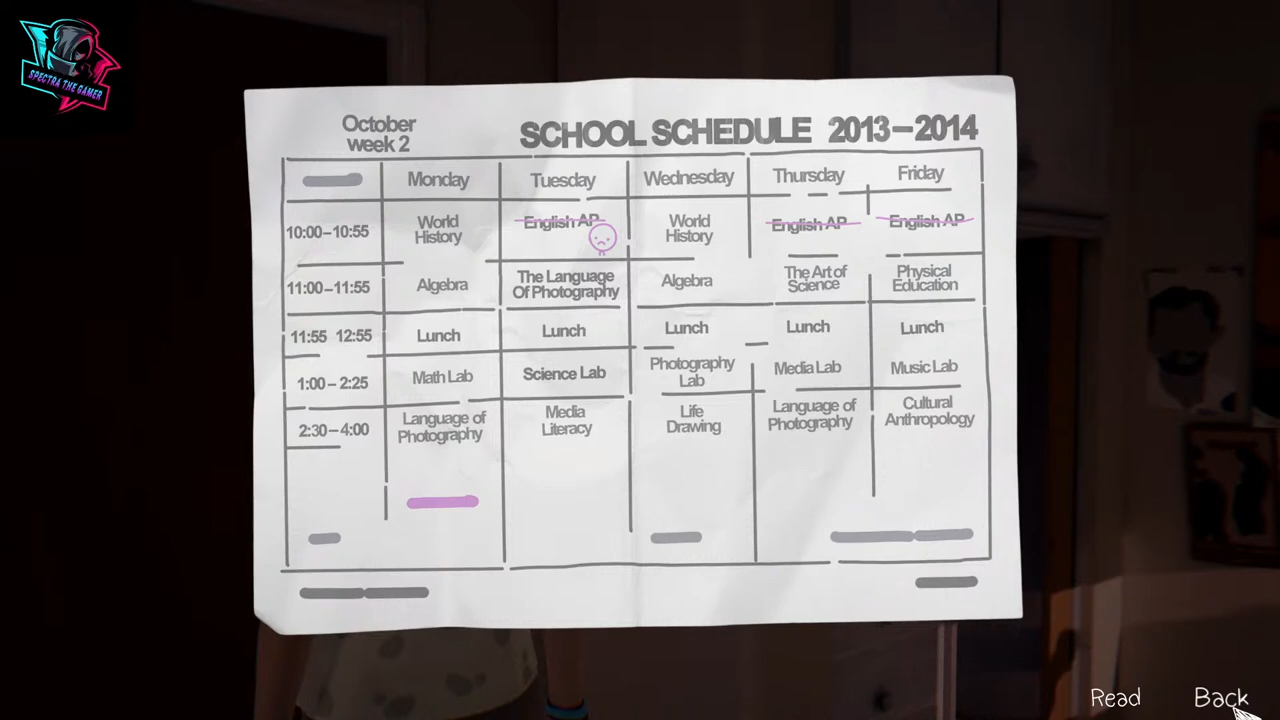 SPECTRA THE GAMER
October
week 2
SCHOOL SCHEDULE 2013-2014
Monday Tuesday Wednesday Thursday Friday
10:00-10:55 World History English AP World History English AP English AP
11:00-11:55 Algebra The Language Of Photography Algebra The Art of Science Physical Education
11:55 12:55 Lunch Lunch Lunch Lunch Lunch
1:00-2:25 Math Lab Science Lab Photography Lab Media Lab Music Lab
2:30-4:00 Language of Photography Media Literacy Life Drawing Language of Photography Cultural Anthropology
Read Back